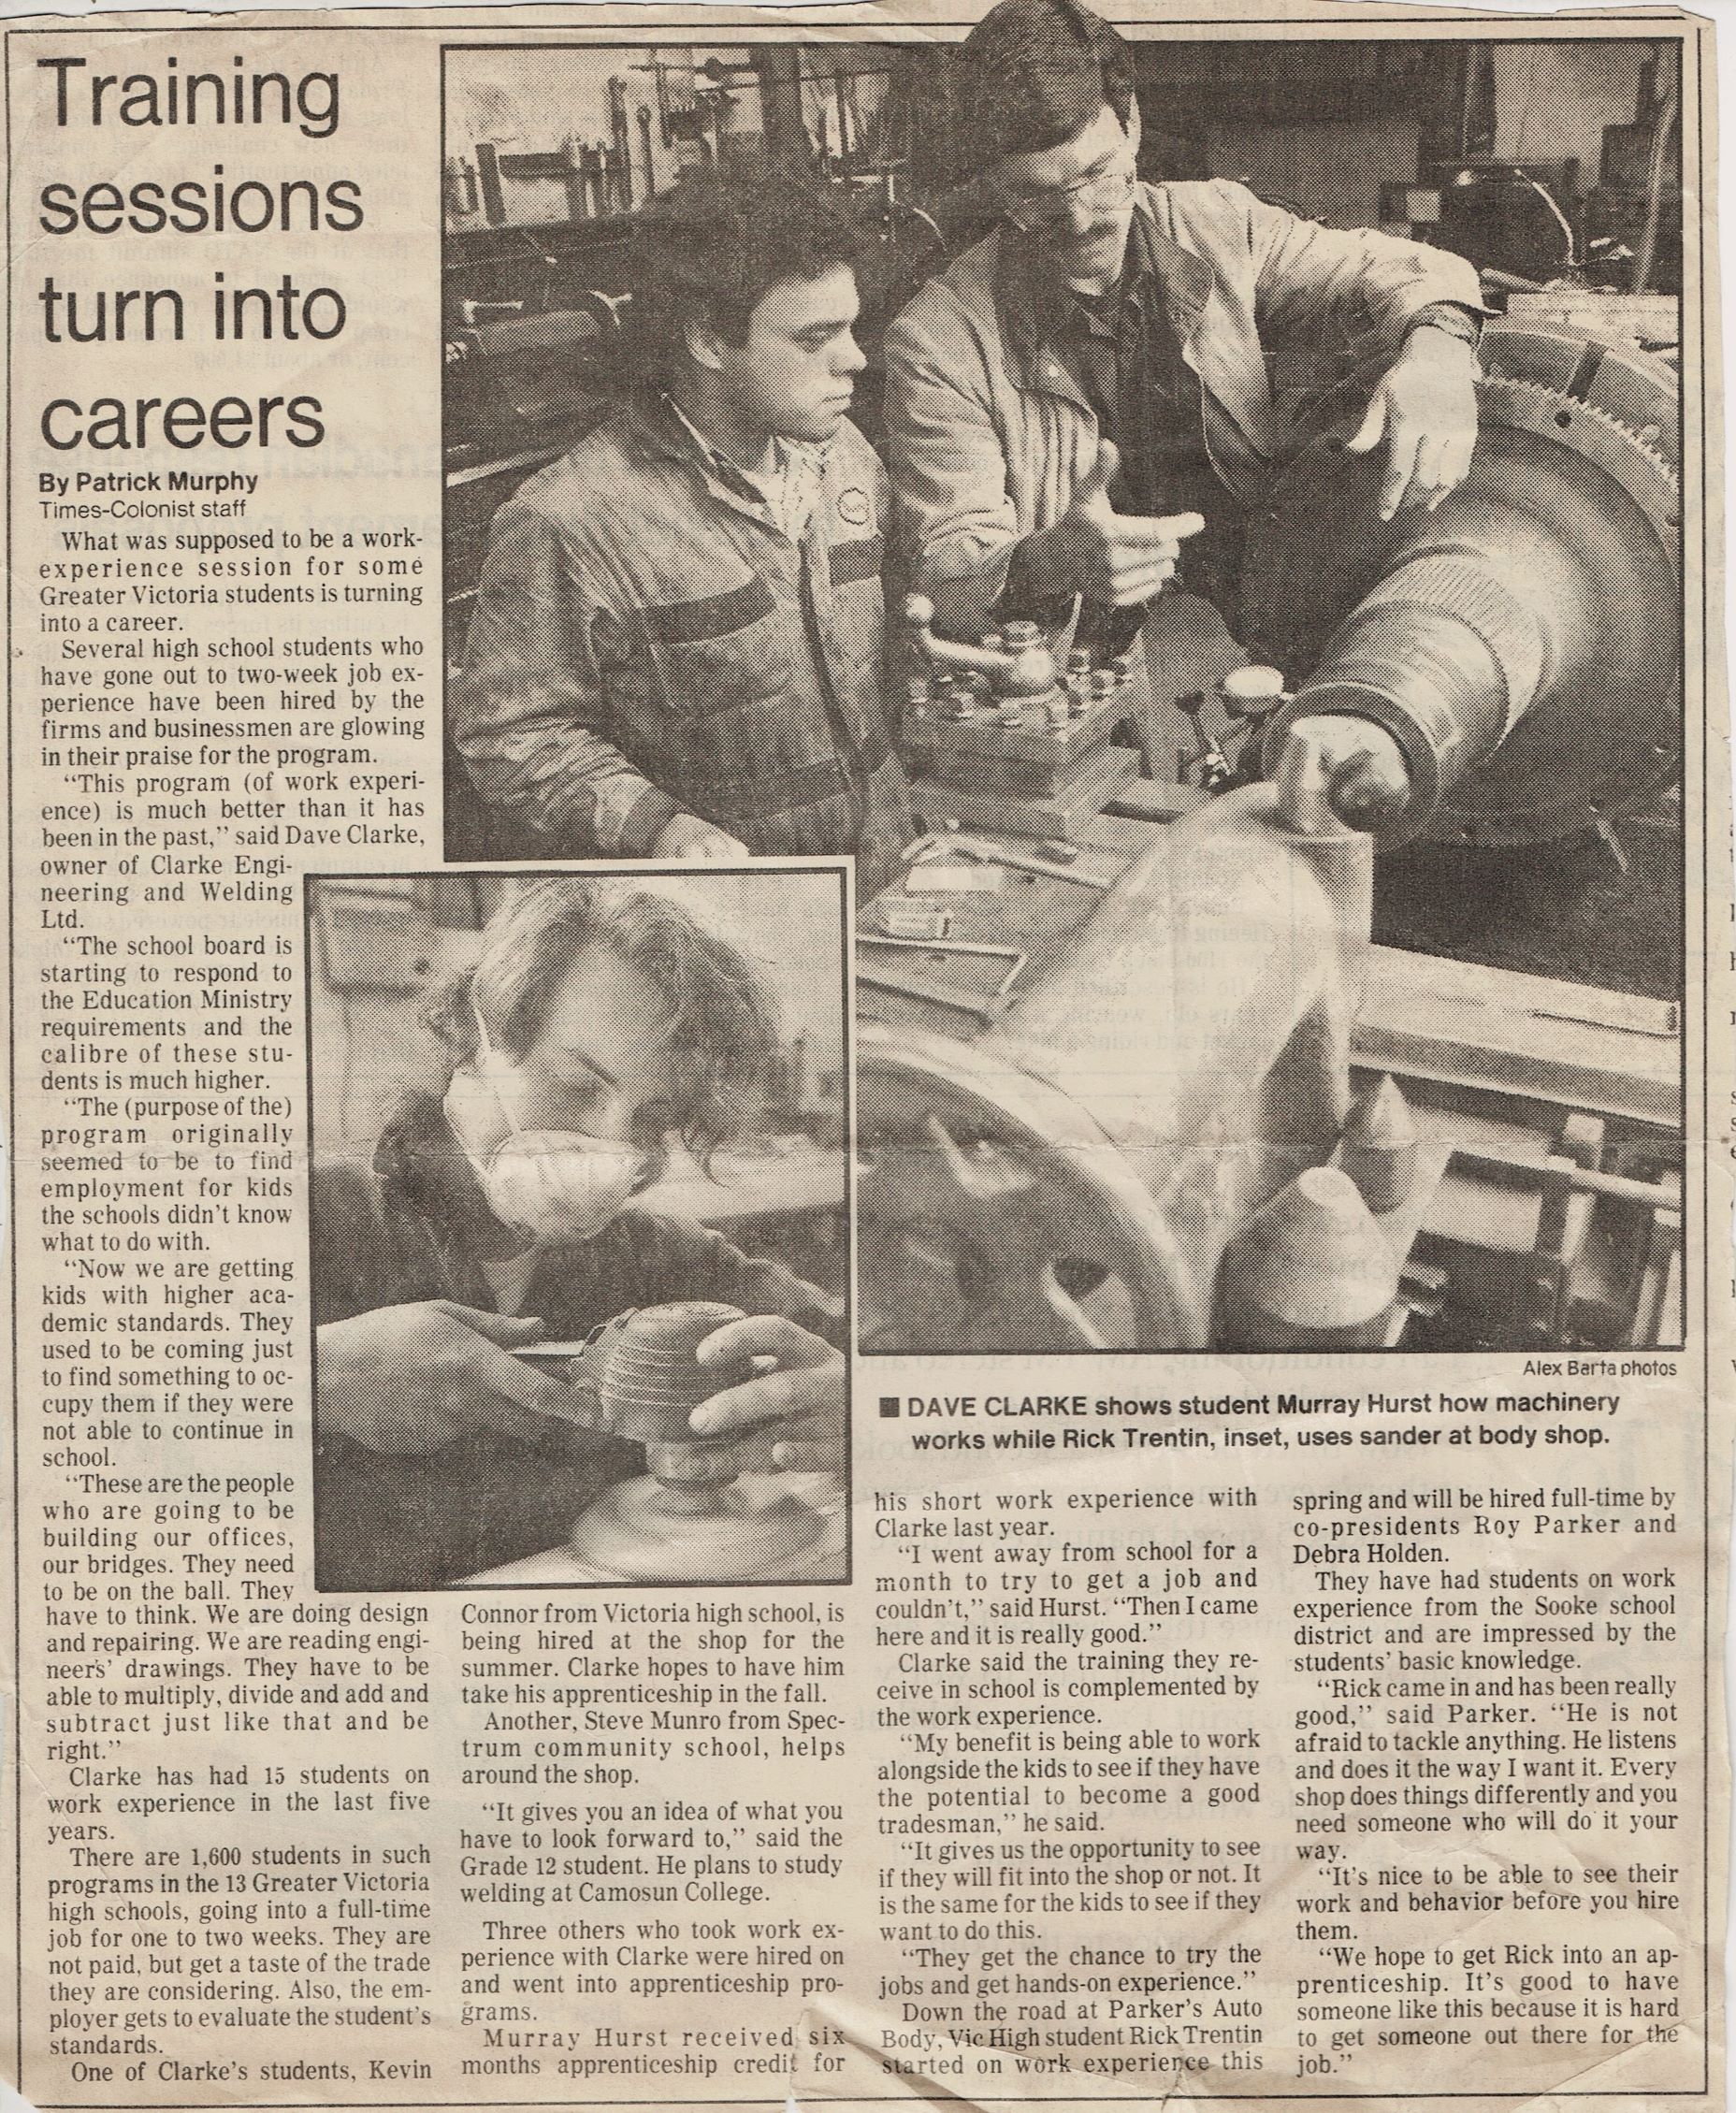 Training
sessions
turn into
careers
By Patrick Murphy
Times-Colonist staff
What was supposed to be a work-
experience session for some
Greater Victoria students is turning
into a career.
Several high school students who
have gone out to two-week job ex-
perience have been hired by the
firms and businessmen are glowing
in their praise for the program.
“This program (of work experi-
ence) is much better than it has
been in the past,” said Dave Clarke,
owner of Clarke Engi-
neering and Welding
Ltd.
“The school board is
starting to respond to
the Education Ministry
requirements and the
calibre of these stu-
dents is much higher.
“The (purpose of the)
program originally
seemed to be to find
employment for kids
the schools didn’t know
what to do with.
“Now we are getting
kids with higher aca-
demic standards. They
used to be coming just
to find something to oc-
cupy them if they were
not able to continue in
school.
“These are the people
who are going to be
building our offices,
our bridges. They need
to be on the ball. They
have to think. We are doing design
and repairing. We are reading engi-
neers’ drawings. They have to be
able to multiply, divide and add and
subtract just like that and be
right.”
Clarke has had 15 students on
work experience in the last five
years.
There are 1,600 students in such
programs in the 13 Greater Victoria
high schools, going into a full-time
job for one to two weeks. They are
not paid, but get a taste of the trade
they are considering. Also, the em-
ployer gets to evaluate the student’s
standards.
One of Clarke’s students, Kevin
Connor from Victoria high school, is
being hired at the shop for the
summer. Clarke hopes to have him
take his apprenticeship in the fall.
Another, Steve Munro from Spec-
trum community school, helps
around the shop.
“It gives you an idea of what you
have to look forward to,” said the
Grade 12 student. He plans to study
welding at Camosun College.
Three others who took work ex-
perience with Clarke were hired on
and went into apprenticeship pro-
grams.
Murray Hurst received six
months apprenticeship credit for
Alex Barta photos
■ DAVE CLARKE shows student Murray Hurst how machinery
works while Rick Trentin, inset, uses sander at body shop.
his short work experience with
Clarke last year.
“I went away from school for a
month to try to get a job and
couldn’t,” said Hurst. “Then I came
here and it is really good.”
Clarke said the training they re-
ceive in school is complemented by
the work experience.
“My benefit is being able to work
alongside the kids to see if they have
the potential to become a good
tradesman,” he said.
“It gives us the opportunity to see
if they will fit into the shop or not. It
is the same for the kids to see if they
want to do this.
“They get the chance to try the
jobs and get hands-on experience.”
Down the road at Parker’s Auto
Body, Vic High student Rick Trentin
started on work experience this
spring and will be hired full-time by
co-presidents Roy Parker and
Debra Holden.
They have had students on work
experience from the Sooke school
district and are impressed by the
students’ basic knowledge.
“Rick came in and has been really
good,” said Parker. “He is not
afraid to tackle anything. He listens
and does it the way I want it. Every
shop does things differently and you
need someone who will do it your
way.
“It’s nice to be able to see their
work and behavior before you hire
them.
“We hope to get Rick into an ap-
prenticeship. It’s good to have
someone like this because it is hard
to get someone out there for the
job.”